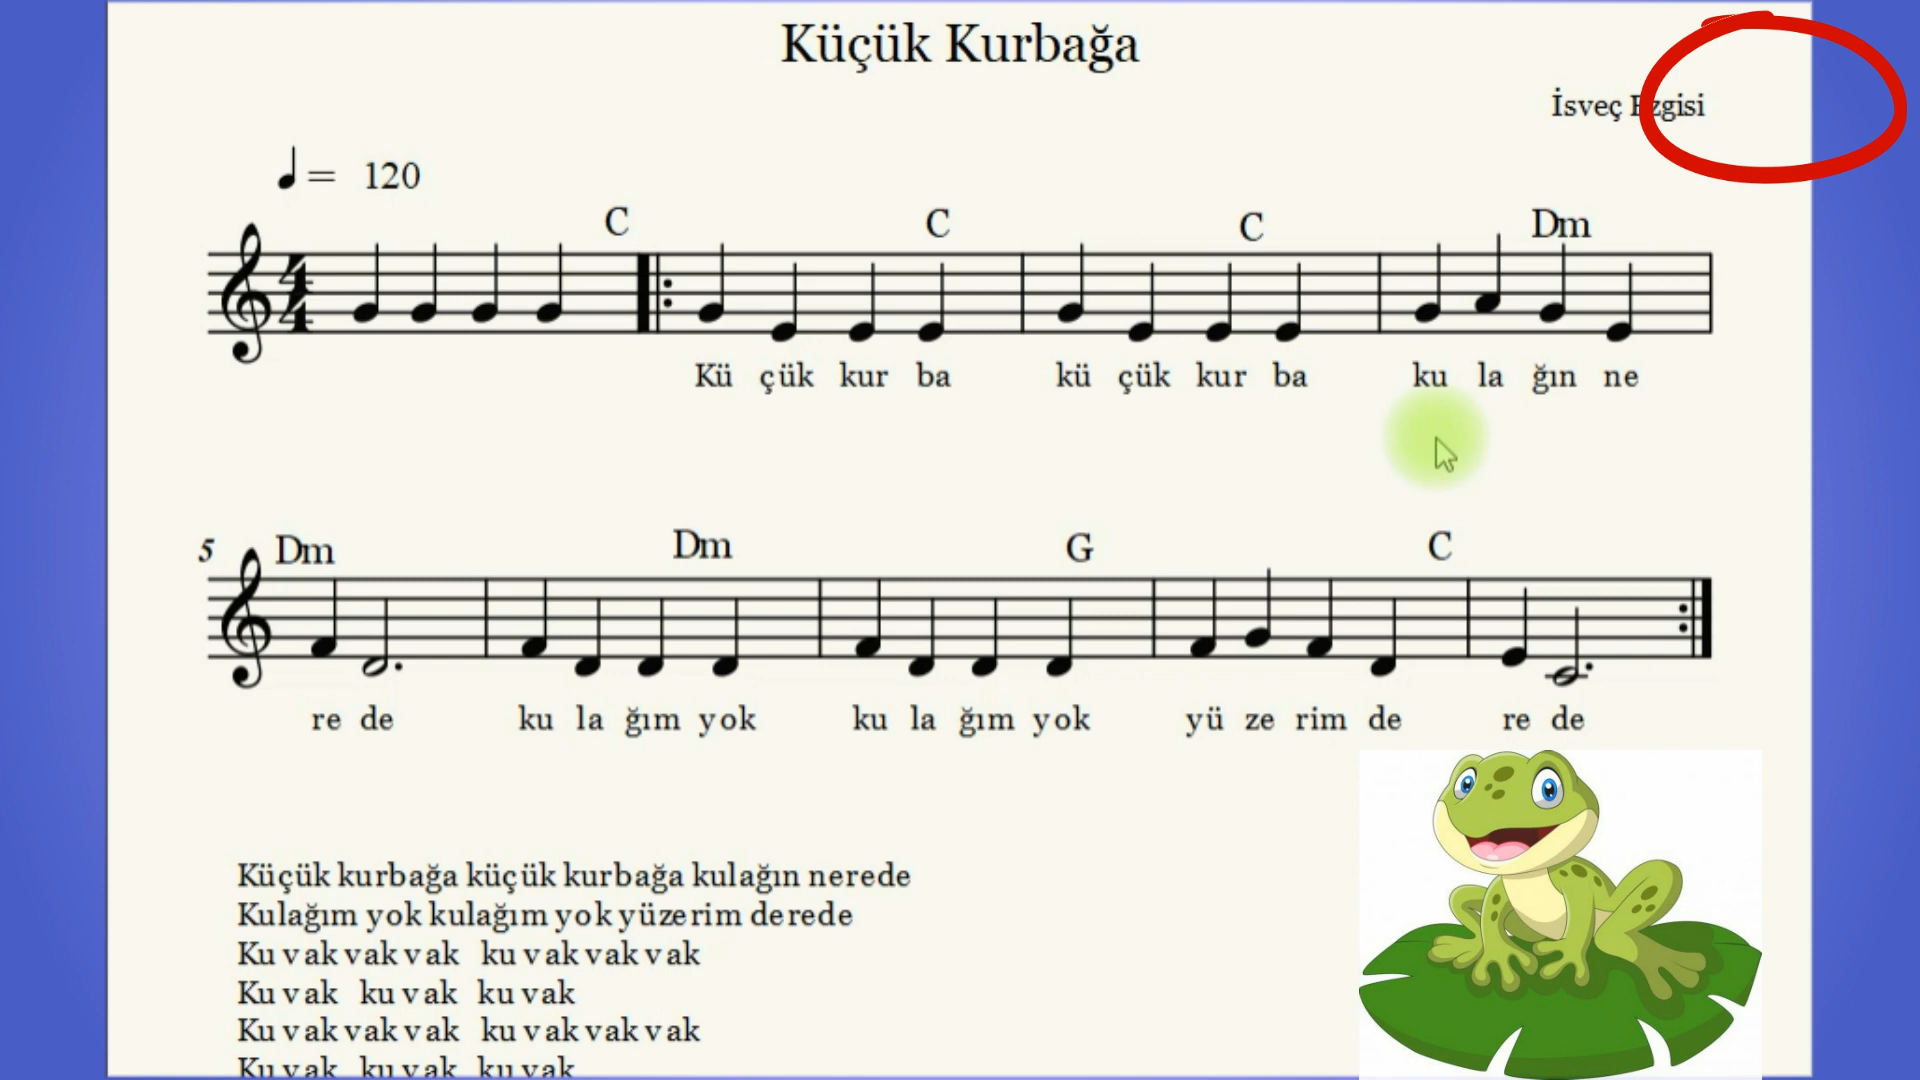 Küçük Kurbağa
İsveç Ezgisi
= 120
C C C Dm
Kü çük kur ba kü çük kur ba ku la ğın ne
5 Dm Dm G C
re de ku la ğım yok ku la ğım yok yü ze rim de re de
Küçük kurbağa küçük kurbağa kulağın nerede
Kulağım yok kulağım yok yüzerim derede
Ku vak vak vak ku vak vak vak
Ku vak ku vak ku vak
Ku vak vak vak ku vak vak vak
Ku vak ku vak ku vak